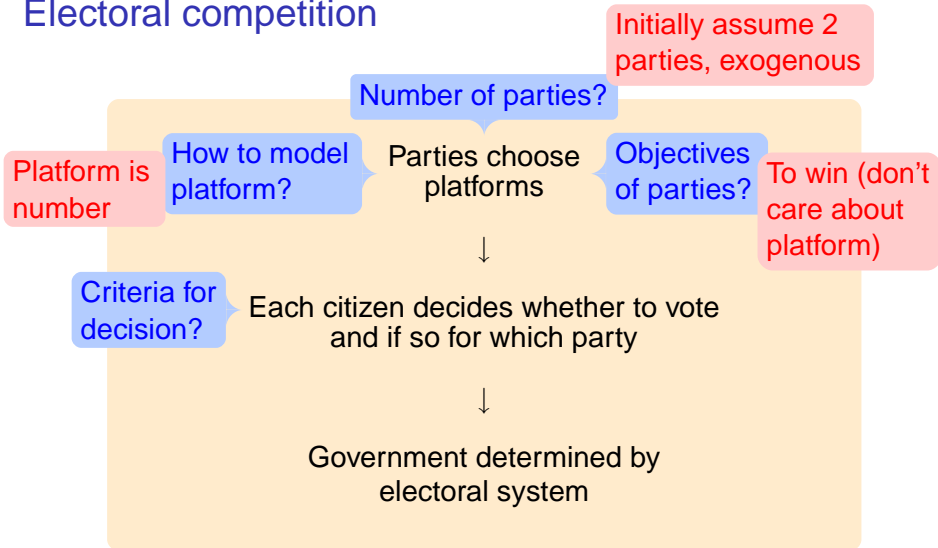 Electoral competition
Initially assume 2
parties, exogenous
Number of parties?
Platform is
number
How to model
platform?
Parties choose
platforms
Objectives
of parties?
To win (don't
care about
platform)
↓
Criteria for
decision?
Each citizen decides whether to vote
and if so for which party
↓
Government determined by
electoral system